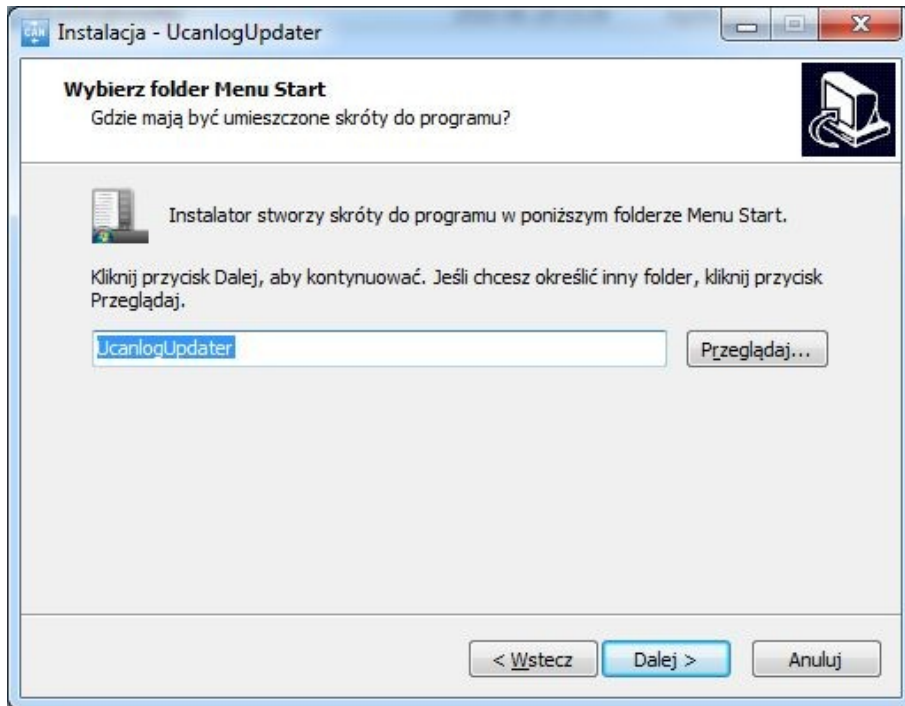 CAN
Instalacja - UcanlogUpdater
Wybierz folder Menu Start
Gdzie mają być umieszczone skróty do programu?
Instalator stworzy skróty do programu w poniższym folderze Menu Start.
Kliknij przycisk Dalej, aby kontynuować. Jeśli chcesz określić inny folder, kliknij przycisk
Przeglądaj.
UcanlogUpdater
Przeglądaj...
< Wstecz
Dalej >
Anuluj